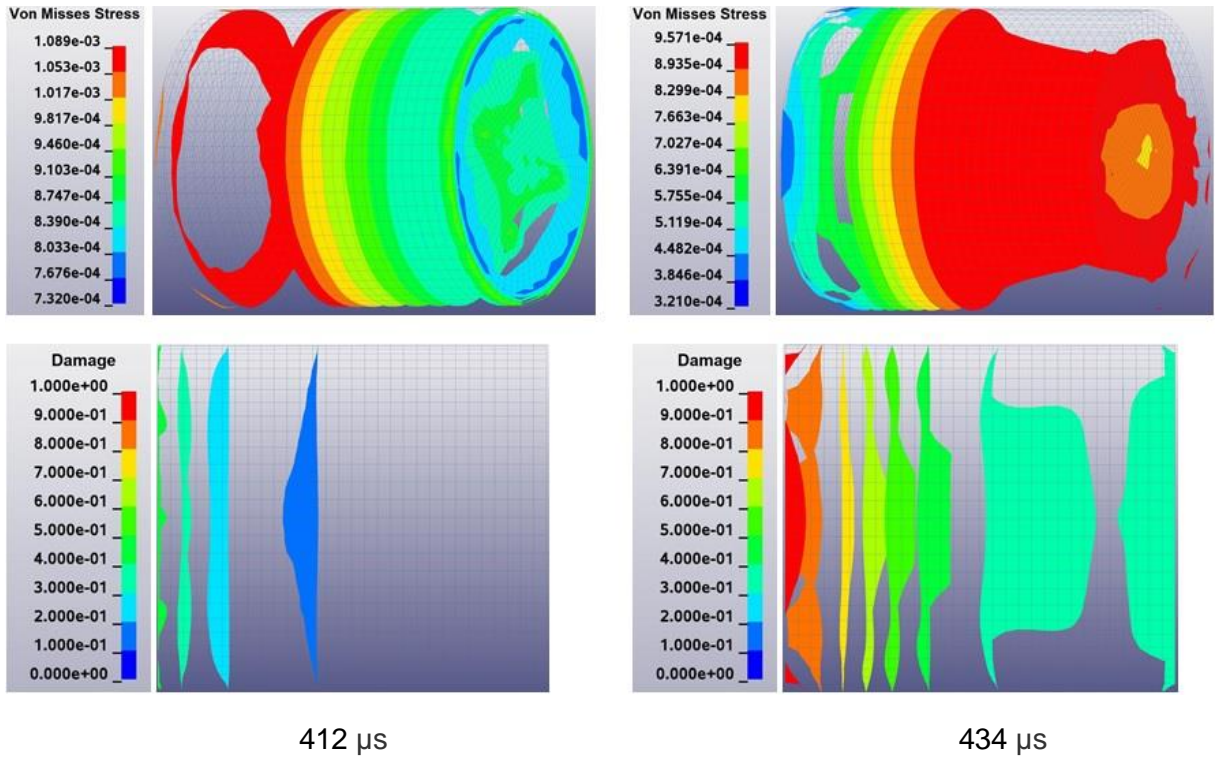 Von Misses Stress
1.089e-03
1.053e-03
1.017e-03
9.817e-04
9.460e-04
9.103e-04
8.747e-04
8.390e-04
8.033e-04
7.676e-04
7.320e-04
Von Misses Stress
9.571e-04
8.935e-04
8.299e-04
7.663e-04
7.027e-04
6.391e-04
5.755e-04
5.119e-04
4.482e-04
3.846e-04
3.210e-04
Damage
1.000e+00
9.000e-01
8.000e-01
7.000e-01
6.000e-01
5.000e-01
4.000e-01
3.000e-01
2.000e-01
1.000e-01
0.000e+00
Damage
1.000e+00
9.000e-01
8.000e-01
7.000e-01
6.000e-01
5.000e-01
4.000e-01
3.000e-01
2.000e-01
1.000e-01
0.000e+00
412 µs
434 µs